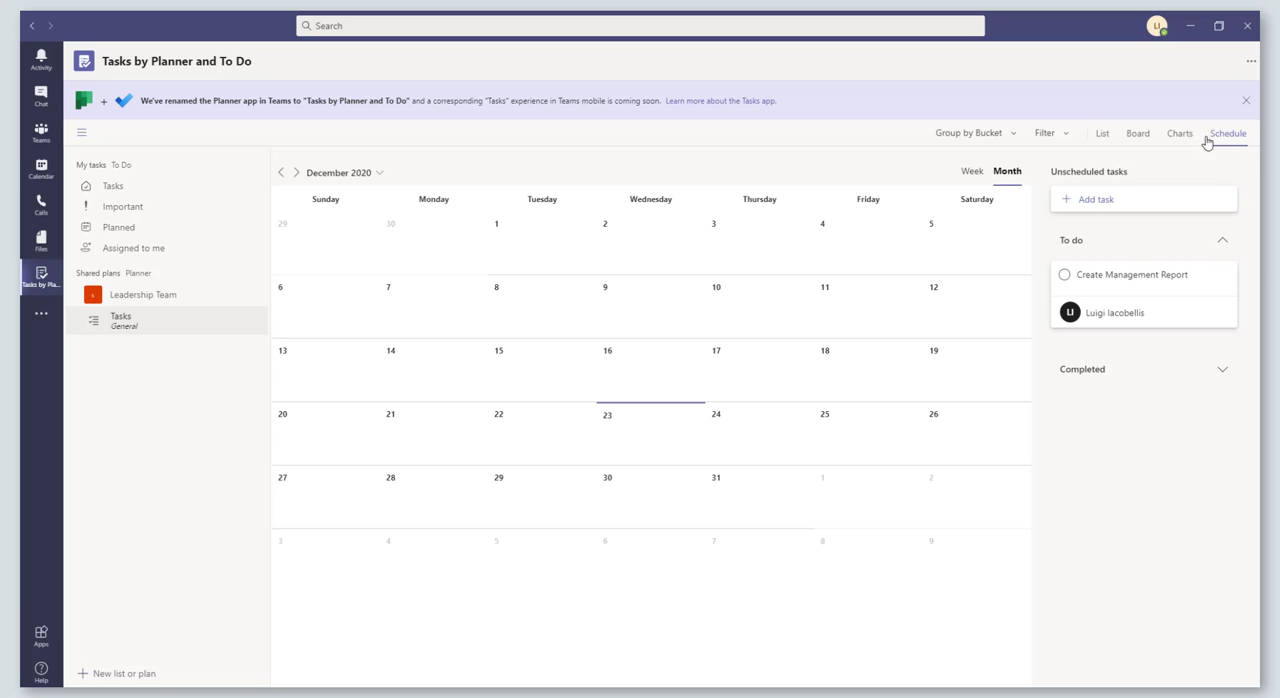 Search
LI
Activity
Chat
Teams
Calendar
Calls
Files
Tasks by Pla...
Apps
Help
Tasks by Planner and To Do
We've renamed the Planner app in Teams to "Tasks by Planner and To Do" and a corresponding "Tasks" experience in Teams mobile is coming soon. Learn more about the Tasks app.
Group by Bucket Filter List Board Charts Schedule
My tasks To Do
Tasks
Important
Planned
Assigned to me
Shared plans Planner
s Leadership Team
Tasks
General
New list or plan
December 2020 Week Month
Sunday Monday Tuesday Wednesday Thursday Friday Saturday
29 30 1 2 3 4 5
6 7 8 9 10 11 12
13 14 15 16 17 18 19
20 21 22 23 24 25 26
27 28 29 30 31 1 2
3 4 5 6 7 8 9
Unscheduled tasks
Add task
To do
Create Management Report
LI Luigi Iacobellis
Completed